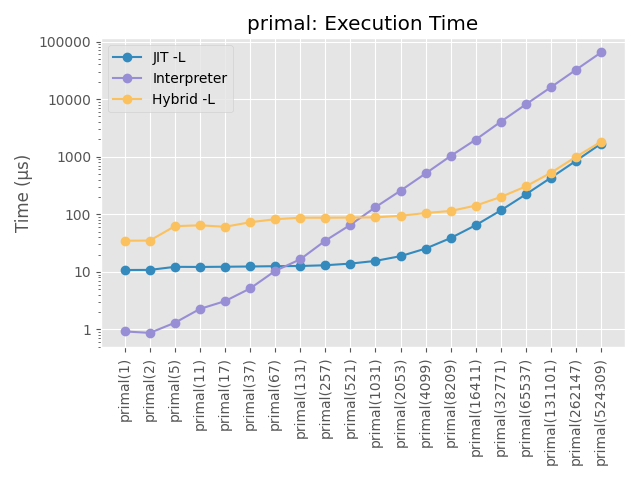 primal: Execution Time
JIT -L
Interpreter
Hybrid -L
Time (µs)
100000
10000
1000
100
10
1
primal(1)
primal(2)
primal(5)
primal(11)
primal(17)
primal(37)
primal(67)
primal(131)
primal(257)
primal(521)
primal(1031)
primal(2053)
primal(4099)
primal(8209)
primal(16411)
primal(32771)
primal(65537)
primal(131101)
primal(262147)
primal(524309)